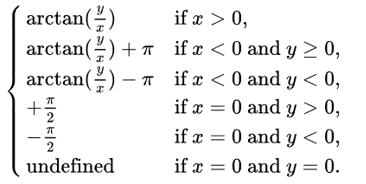 arctan(y/x) if x > 0,
arctan(y/x) + π if x < 0 and y ≥ 0,
arctan(y/x) − π if x < 0 and y < 0,
+π/2 if x = 0 and y > 0,
−π/2 if x = 0 and y < 0,
undefined if x = 0 and y = 0.